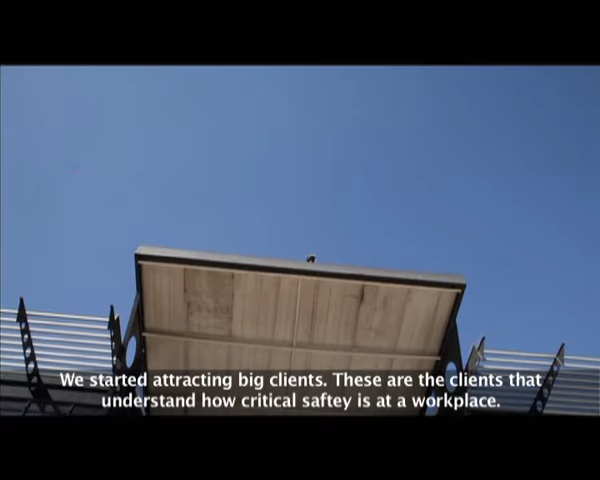 We started attracting big clients. These are the clients that
understand how critical saftey is at a workplace.